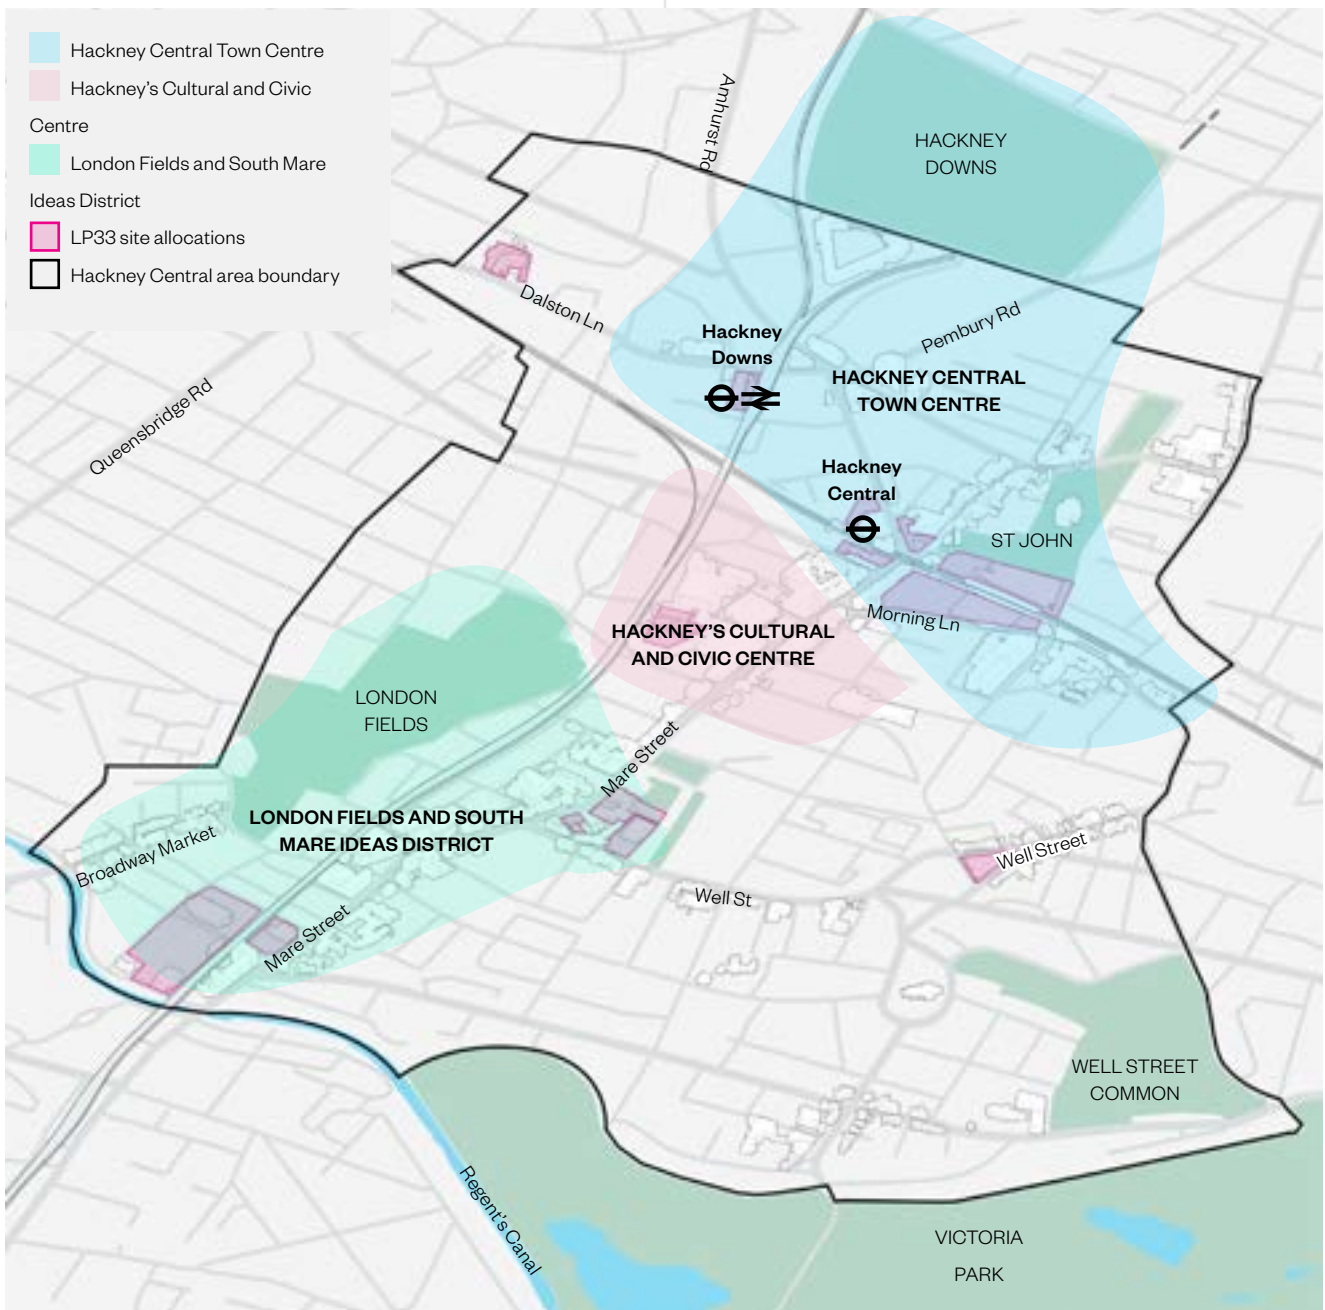 Hackney Central Town Centre
Hackney's Cultural and Civic
Centre
London Fields and South Mare
Ideas District
LP33 site allocations
Hackney Central area boundary
Amhurst Rd
HACKNEY
DOWNS
Dalston Ln
Pembury Rd
Hackney
Downs
HACKNEY CENTRAL
TOWN CENTRE
Queensbridge Rd
Hackney
Central
ST JOHN
Morning Ln
HACKNEY'S CULTURAL
AND CIVIC CENTRE
LONDON
FIELDS
Mare Street
LONDON FIELDS AND SOUTH
MARE IDEAS DISTRICT
Broadway Market
Well Street
Well St
Mare Street
WELL STREET
COMMON
Regent's Canal
VICTORIA
PARK